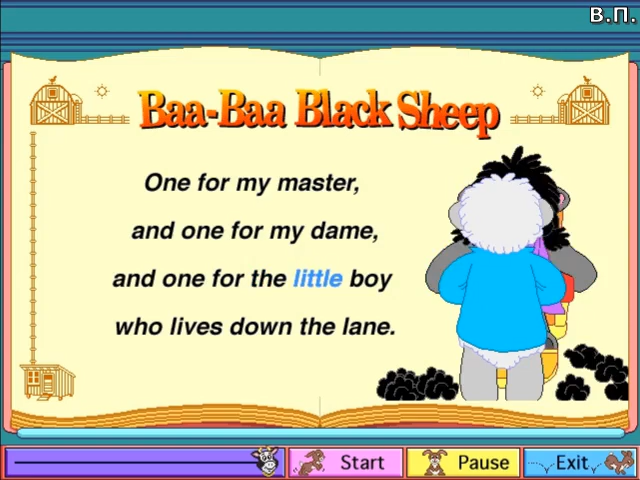 В.П.
Baa-Baa Black Sheep
One for my master,
and one for my dame,
and one for the little boy
who lives down the lane.
Start
Pause
Exit